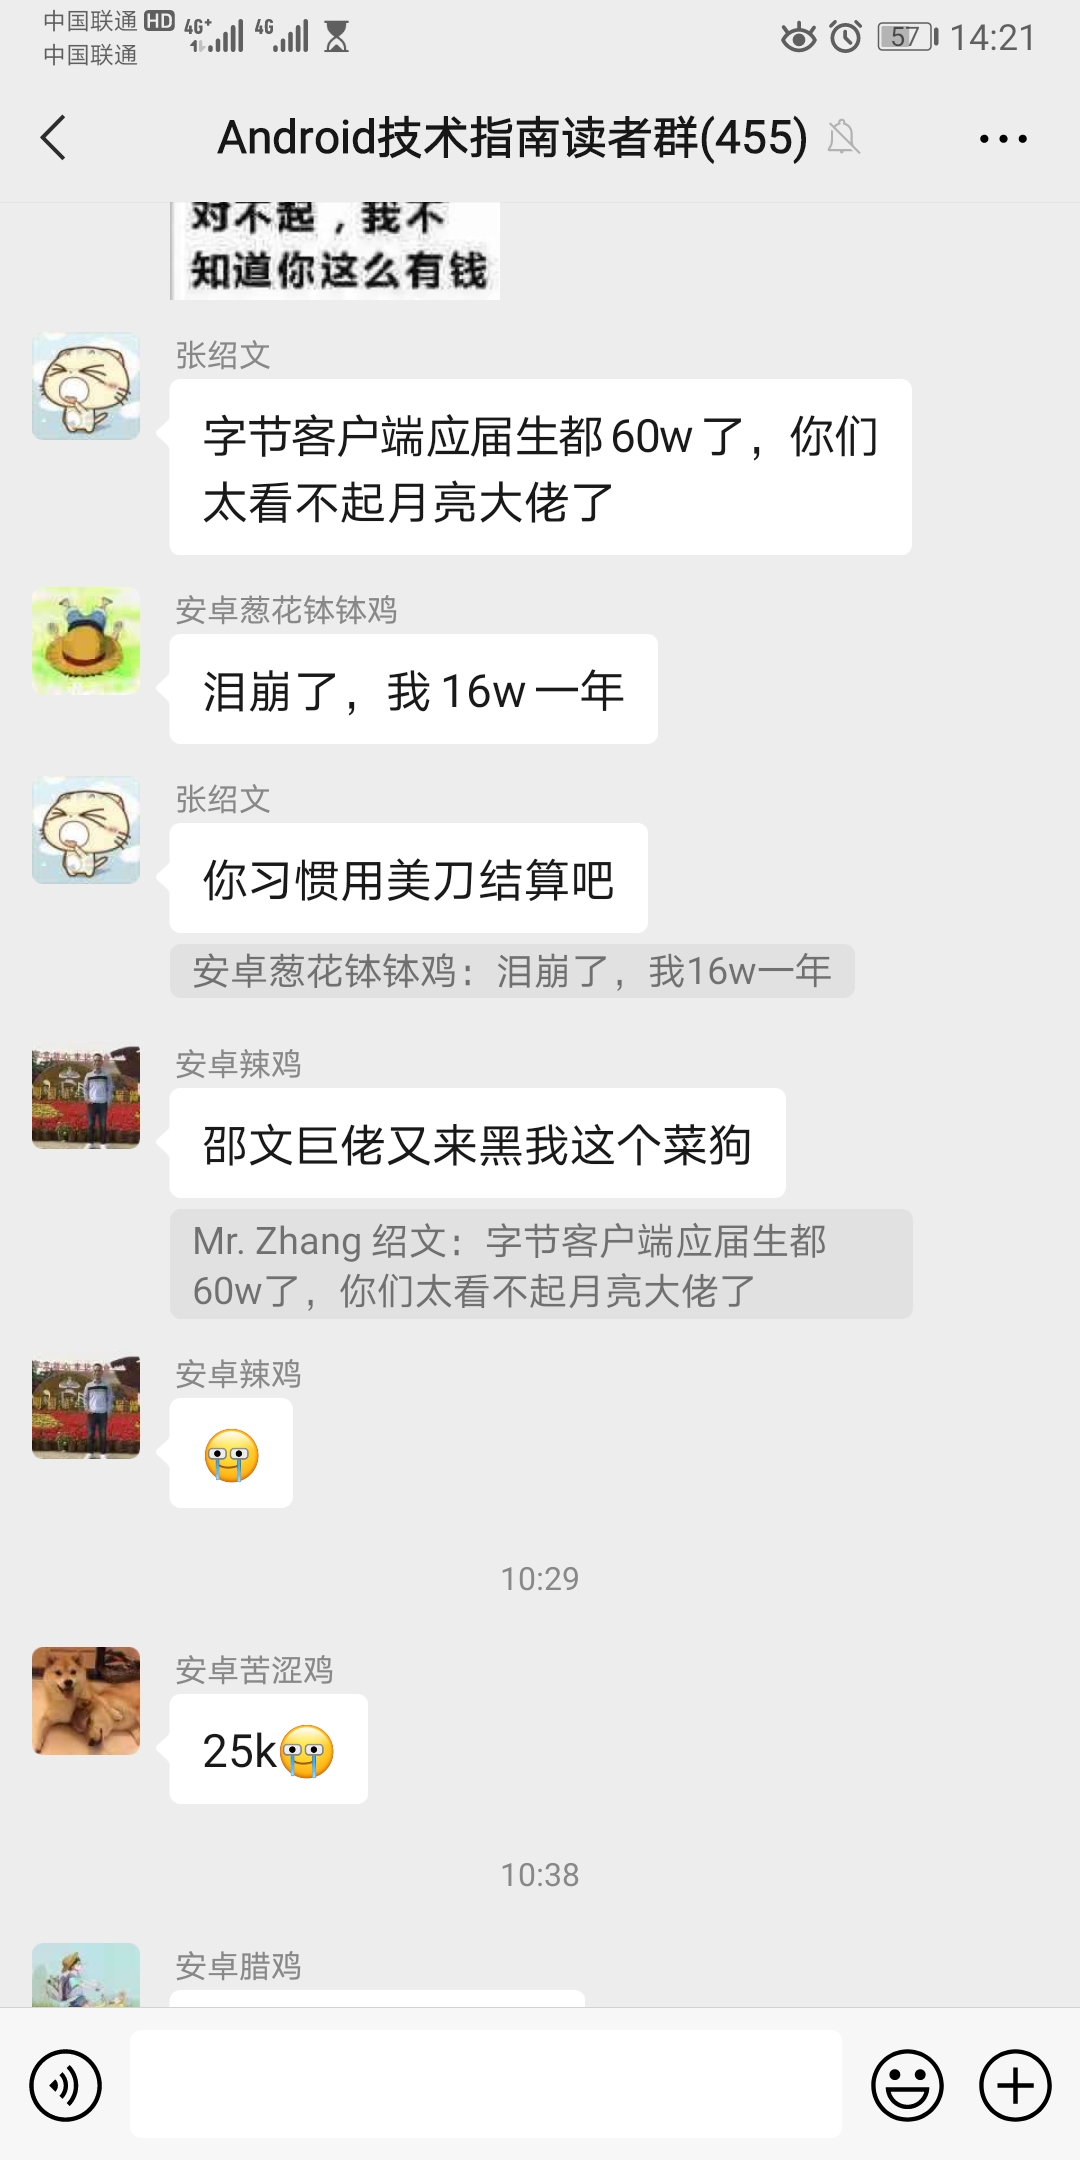 中国联通 HD 4G+ 4G 57 14:21
中国联通
Android技术指南读者群(455)
对不起，我不
知道你这么有钱
张绍文
字节客户端应届生都60w了，你们
太看不起月亮大佬了
安卓葱花钵钵鸡
泪崩了，我16w一年
张绍文
你习惯用美刀结算吧
安卓葱花钵钵鸡：泪崩了，我16w一年
安卓辣鸡
邵文巨佬又来黑我这个菜狗
Mr. Zhang 绍文：字节客户端应届生都
60w了，你们太看不起月亮大佬了
安卓辣鸡
10:29
安卓苦涩鸡
25k
10:38
安卓腊鸡